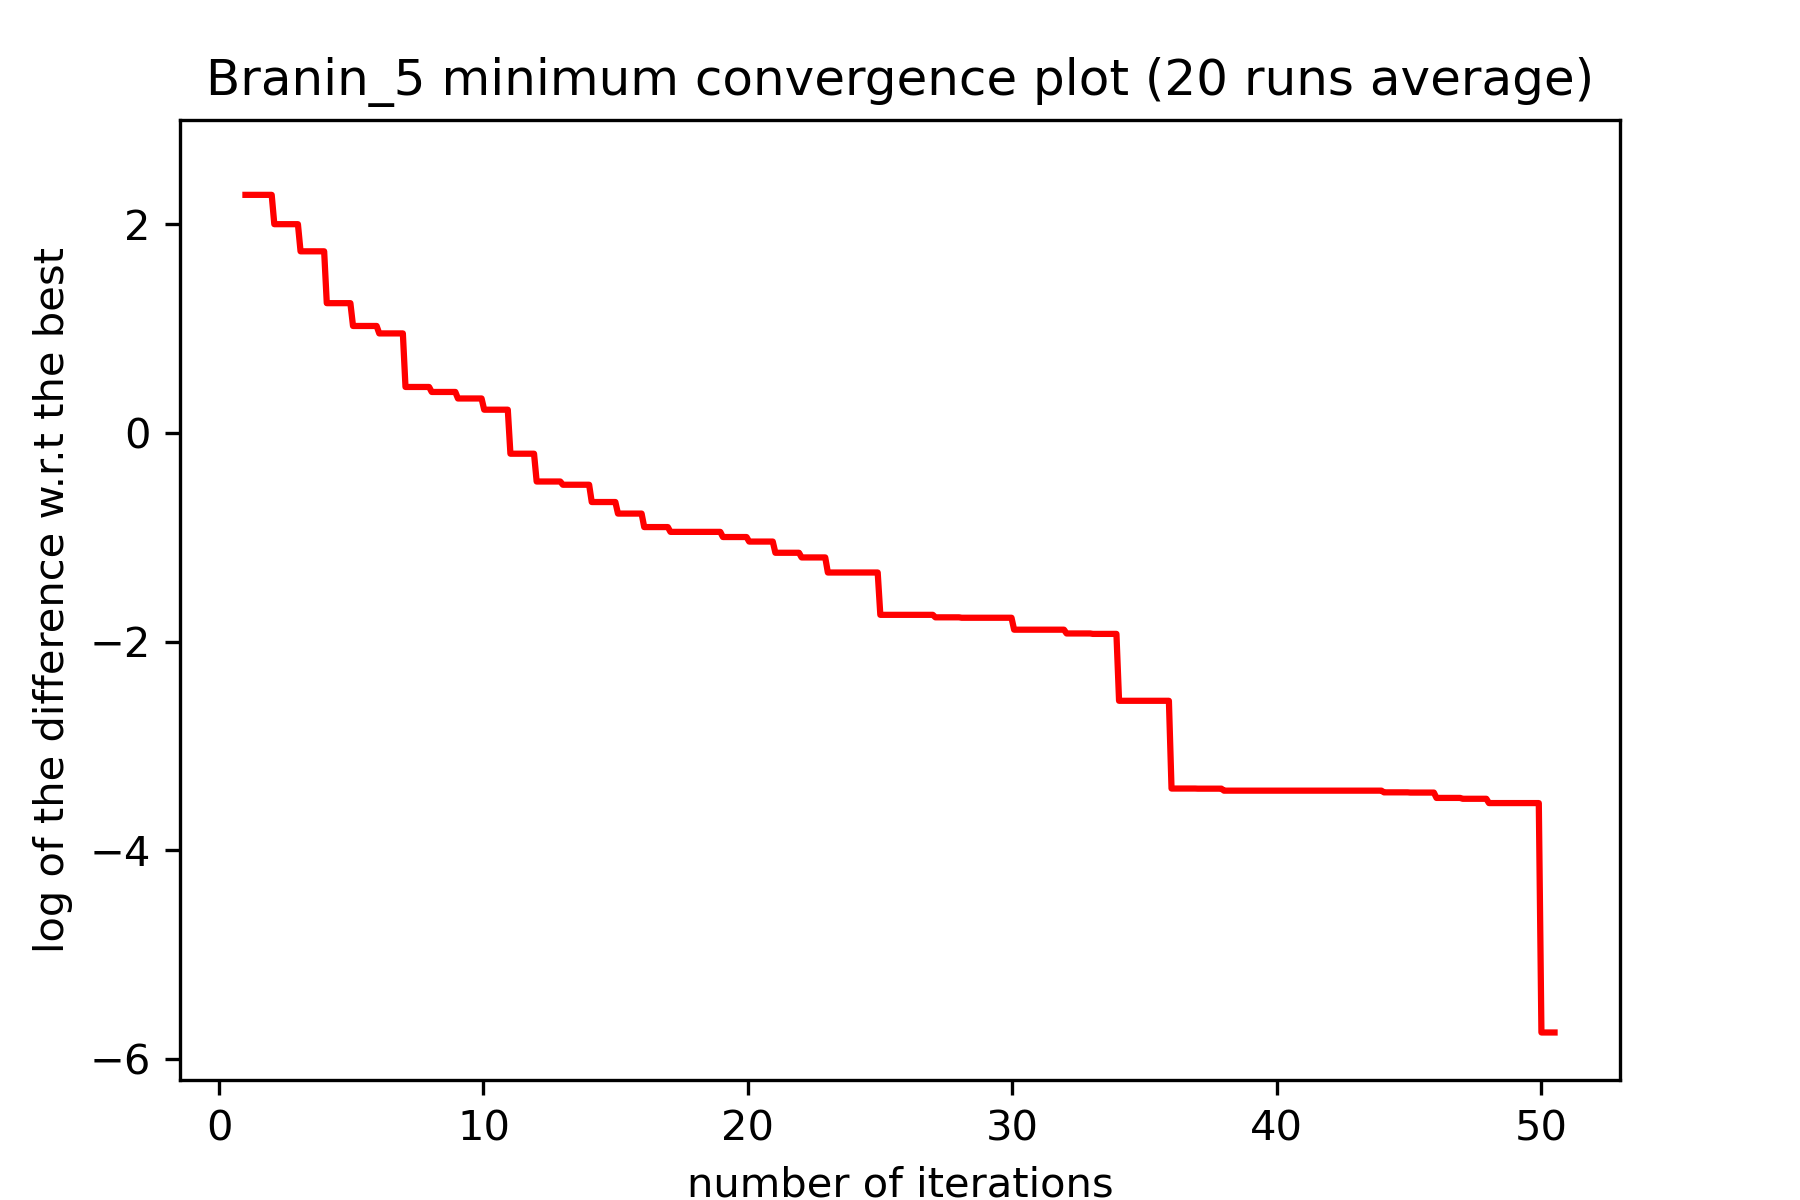 Branin_5 minimum convergence plot (20 runs average)
log of the difference w.r.t the best
2
0
−2
−4
−6
0 10 20 30 40 50
number of iterations